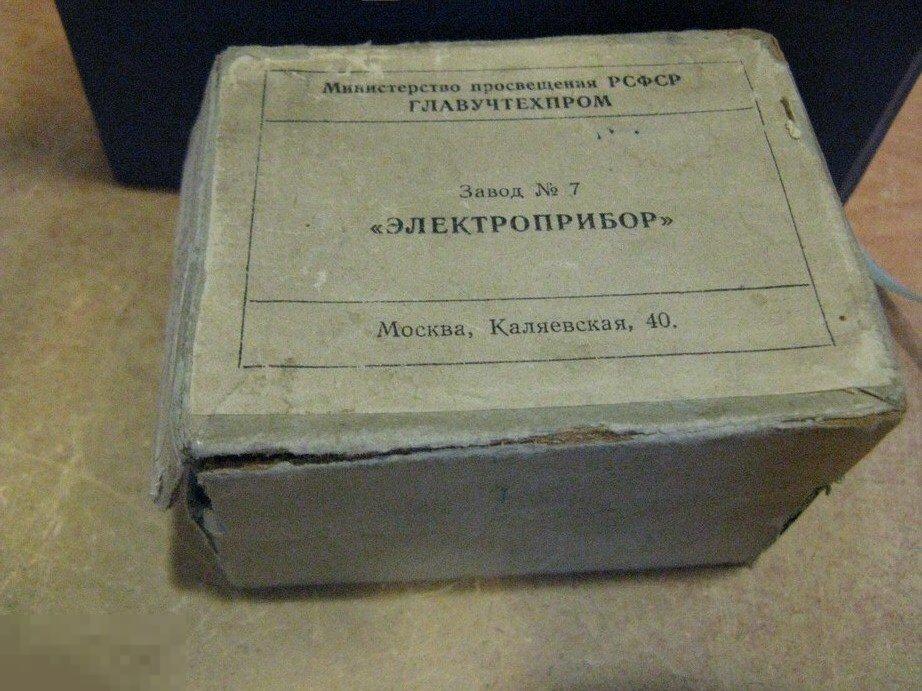 Министерство просвещения РСФСР
ГЛАВУЧТЕХПРОМ
Завод № 7
«ЭЛЕКТРОПРИБОР»
Москва, Каляевская, 40.